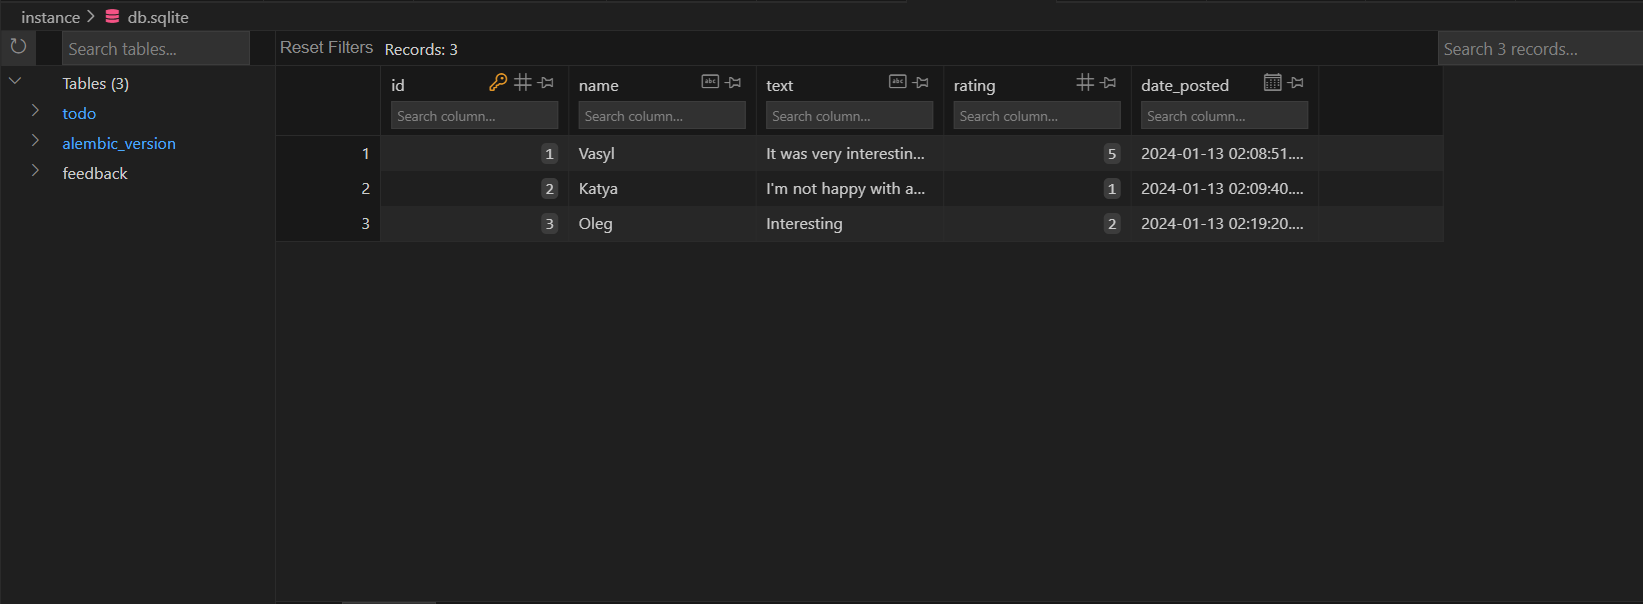 instance > db.sqlite
Search tables... Reset Filters Records: 3 Search 3 records...
Tables (3)
todo
alembic_version
feedback
id name text rating date_posted
Search column... Search column... Search column... Search column... Search column...
1 1 Vasyl It was very interestin... 5 2024-01-13 02:08:51....
2 2 Katya I'm not happy with a... 1 2024-01-13 02:09:40....
3 3 Oleg Interesting 2 2024-01-13 02:19:20....